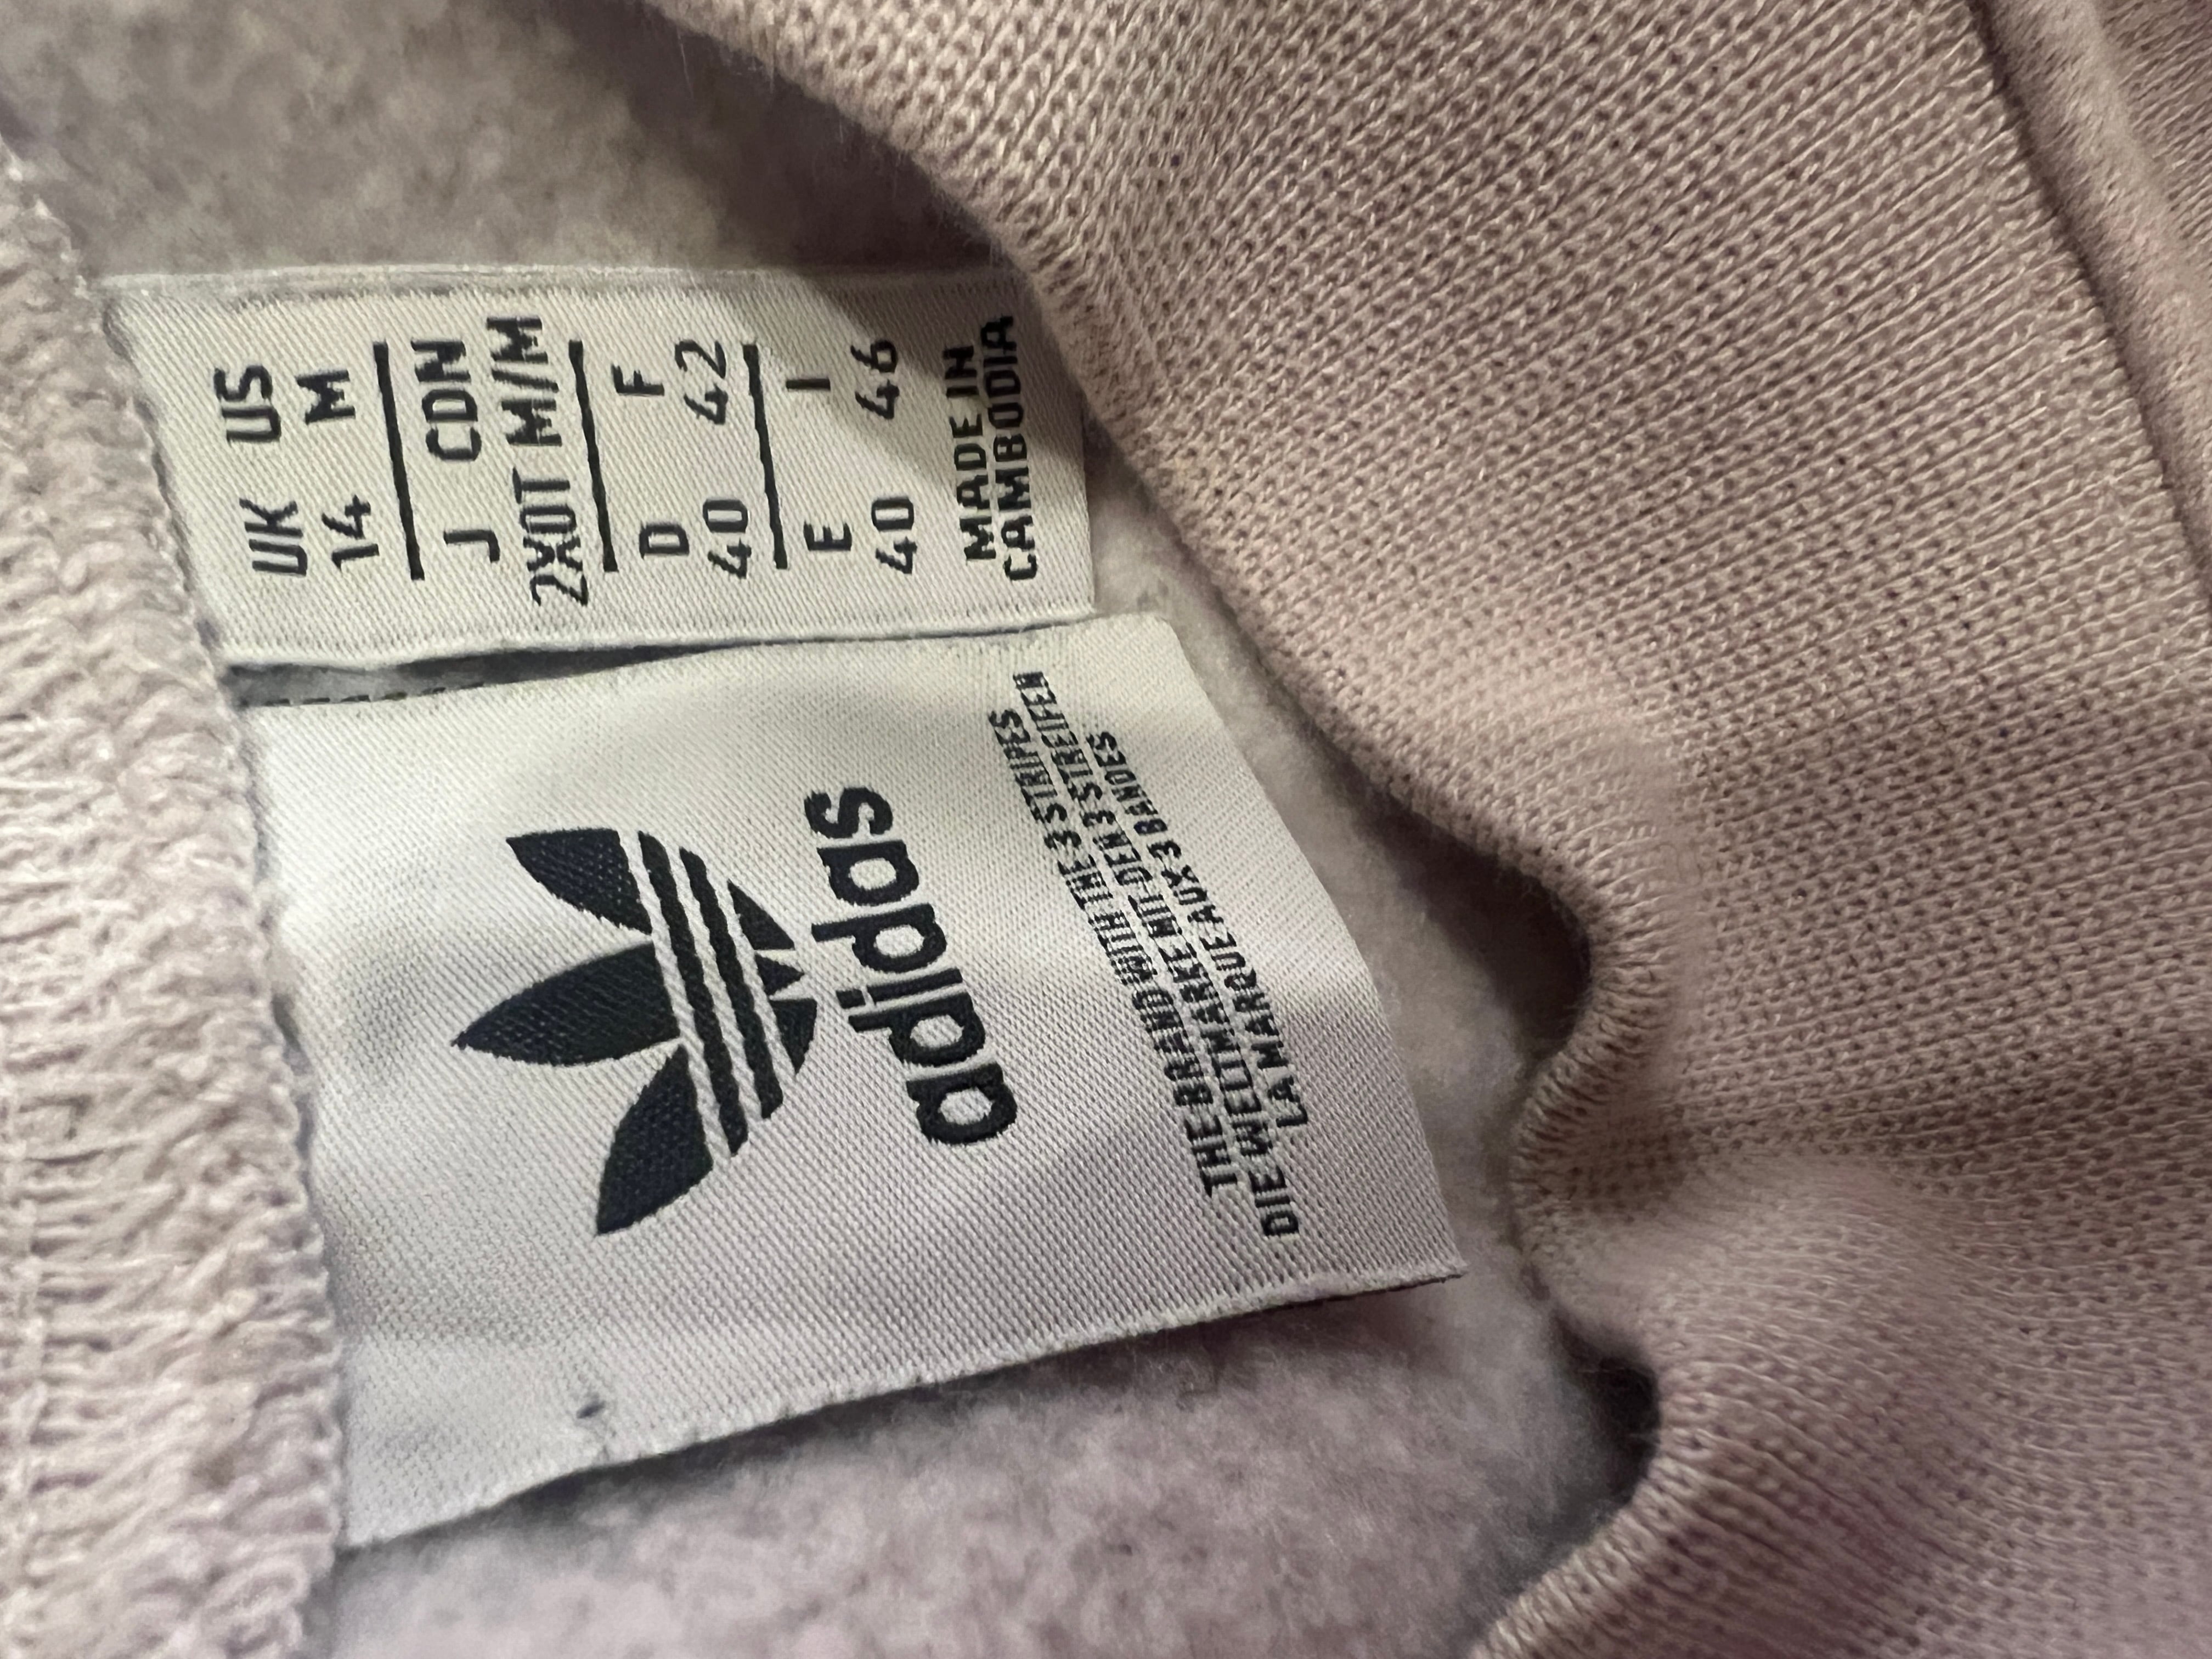 UK US
14 M
J CDN
2XOT M/M
D F
40 42
E I
40 46
MADE IN
CAMBODIA
adidas
THE BRAND WITH THE 3 STRIPES
DIE WELTMARKE MIT DEN 3 STREIFEN
LA MARQUE AUX 3 BANDES